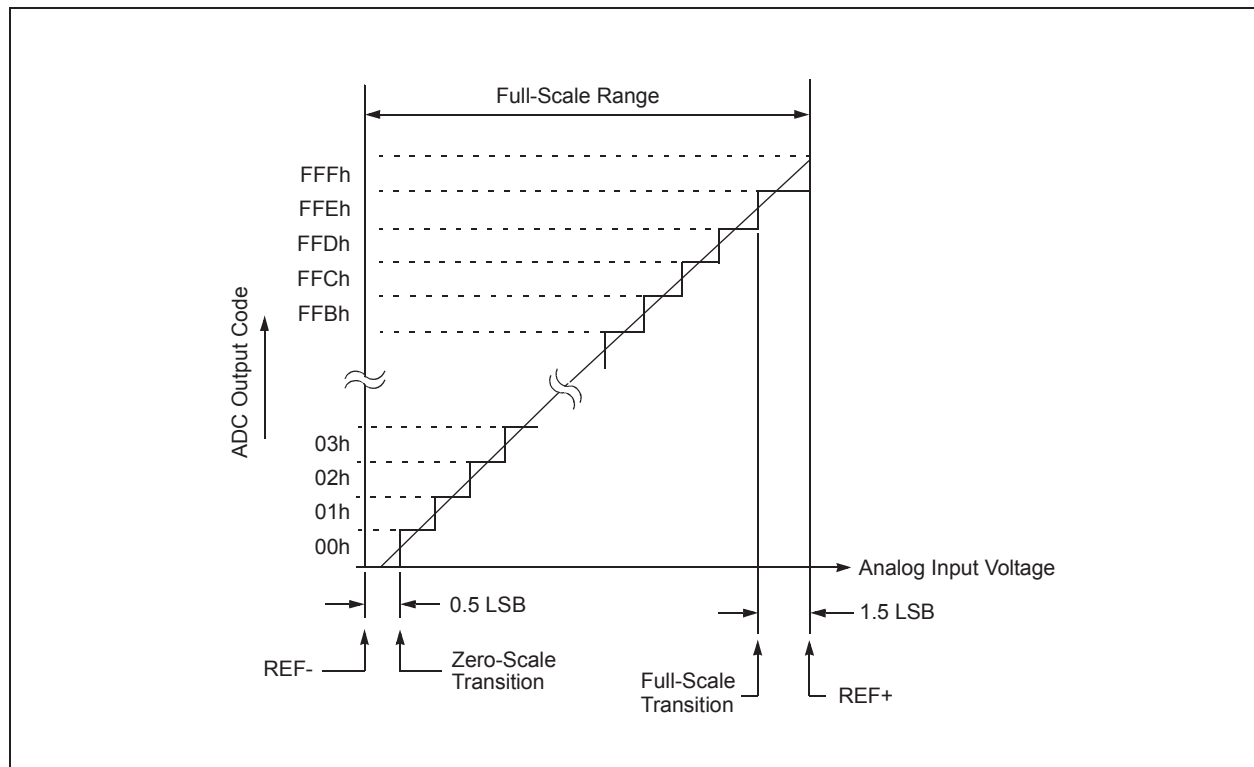 Full-Scale Range
FFFh
FFEh
FFDh
FFCh
FFBh
ADC Output Code
03h
02h
01h
00h
Analog Input Voltage
0.5 LSB
1.5 LSB
REF-
Zero-Scale
Transition
Full-Scale
Transition
REF+